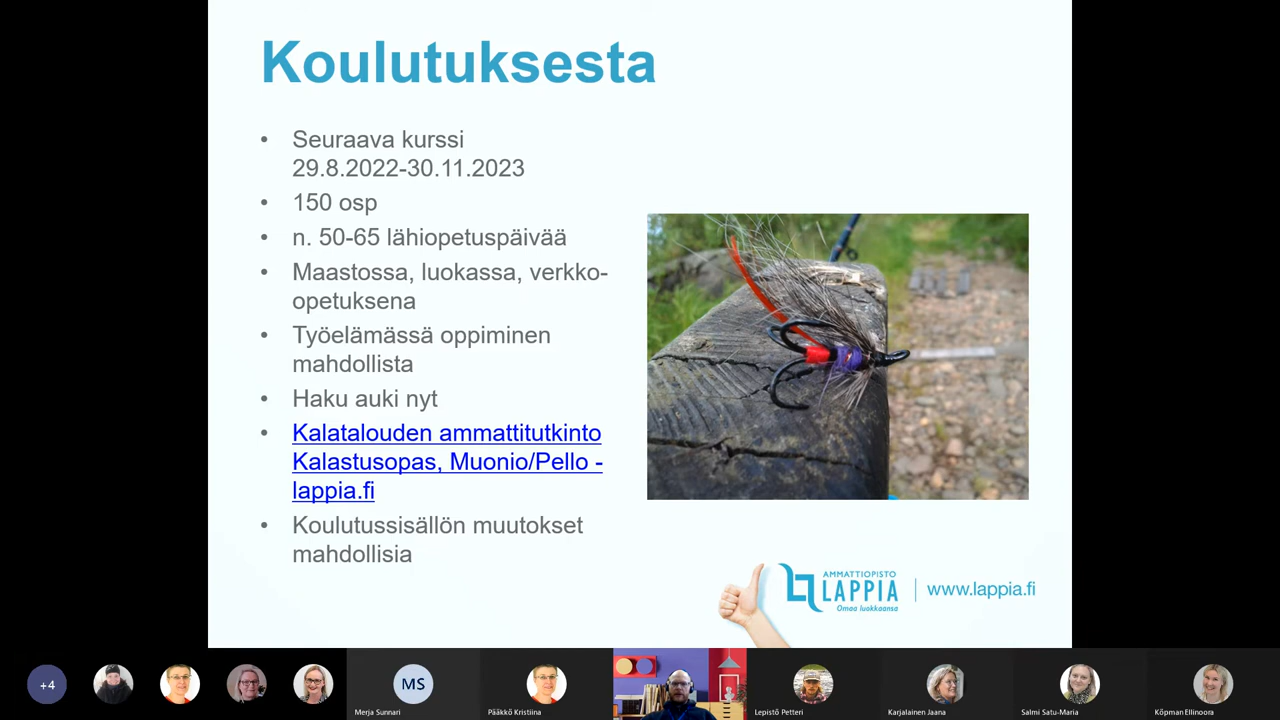 Koulutuksesta
• Seuraava kurssi
29.8.2022-30.11.2023
• 150 osp
• n. 50-65 lähiopetuspäivää
• Maastossa, luokassa, verkko-
opetuksena
• Työelämässä oppiminen
mahdollista
• Haku auki nyt
• Kalatalouden ammattitutkinto
Kalastusopas, Muonio/Pello -
lappia.fi
• Koulutussisällön muutokset
mahdollisia
AMMATTIOPISTO
LAPPIA
Omaa luokkaansa
www.lappia.fi
+4
MS
Merja Sunnari
Pääkkö Kristiina
Lepistö Petteri
Karjalainen Jaana
Salmi Satu-Maria
Köpman Ellinoora